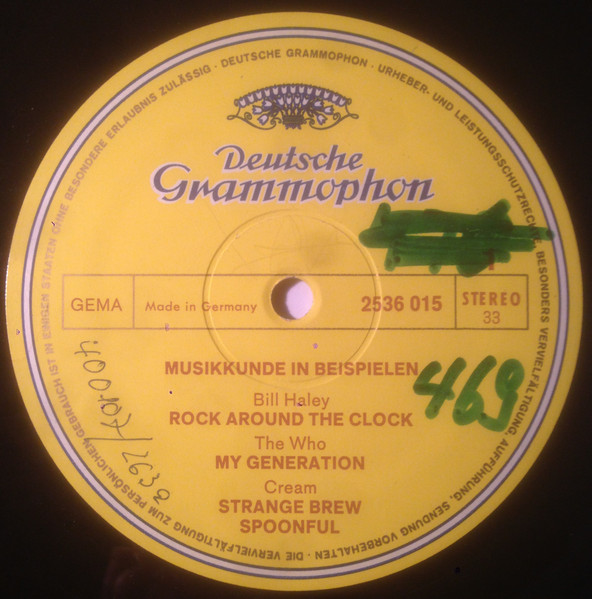 DEUTSCHE GRAMMOPHON · URHEBER- UND LEISTUNGSSCHUTZRECHTE, BESONDERS VERVIELFÄLTIGUNG, AUFFÜHRUNG, SENDUNG VORBEHALTEN · DIE VERVIELFÄLTIGUNG ZUM PERSÖNLICHEN GEBRAUCH IST IN EINIGEN STAATEN OHNE BESONDERE ERLAUBNIS ZULÄSSIG ·
Deutsche
Grammophon
1
GEMA
Made in Germany
2536 015
STEREO
33
MUSIKKUNDE IN BEISPIELEN
469
Bill Haley
ROCK AROUND THE CLOCK
The Who
MY GENERATION
Cream
STRANGE BREW
SPOONFUL